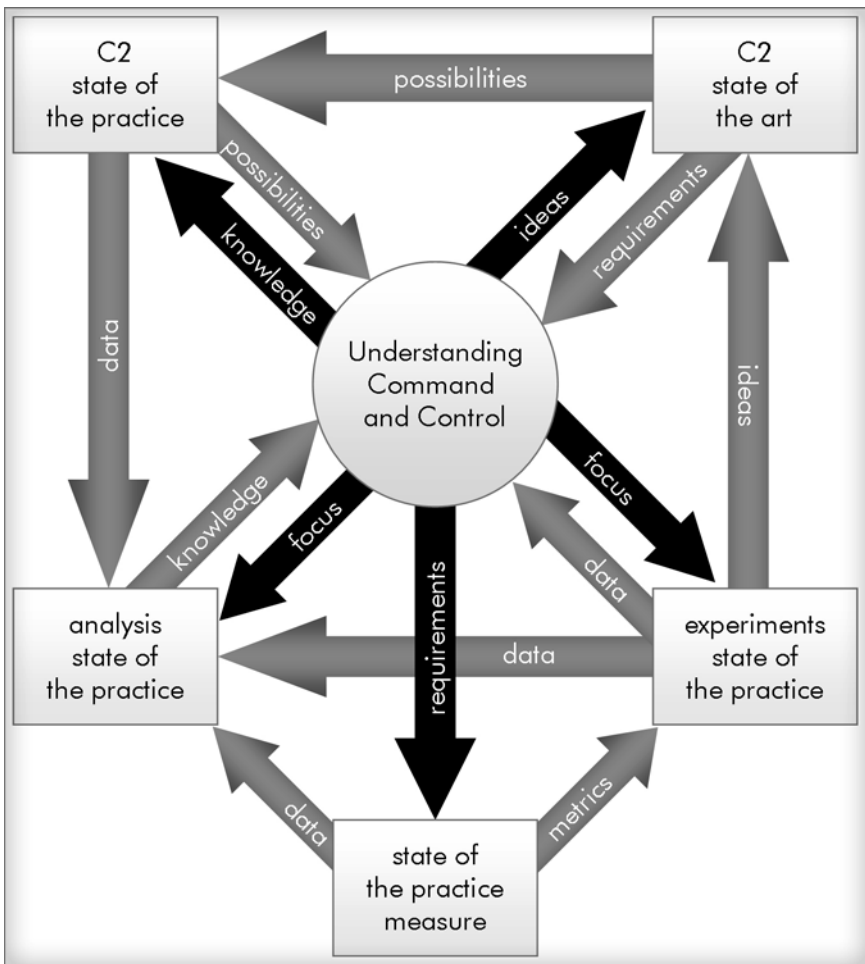 C2
state of
the practice
possibilities
C2
state of
the art
possibilities
knowledge
ideas
requirements
data
Understanding
Command
and Control
ideas
knowledge
focus
requirements
focus
data
data
analysis
state of
the practice
experiments
state of
the practice
data
metrics
state of
the practice
measure